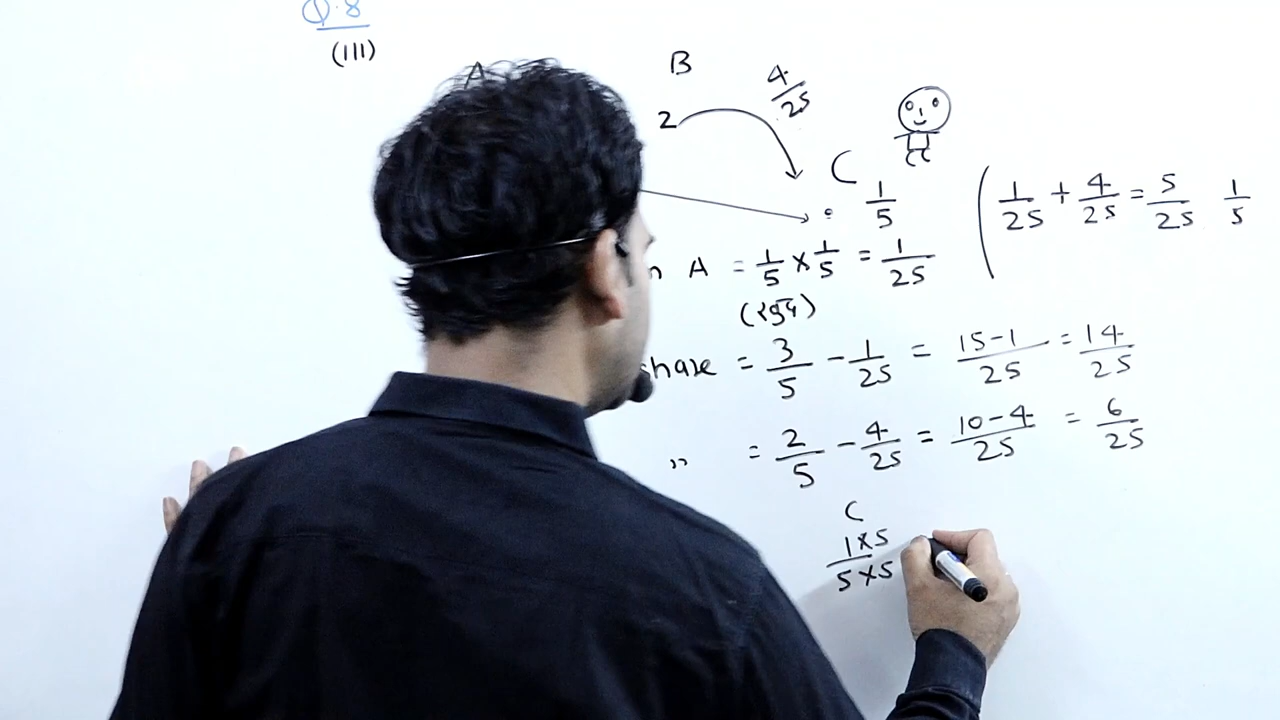 Q.8
(III)
A B
2
4/25
C 1/5
1/25 + 4/25 = 5/25 1/5
A = 1/5 × 1/5 = 1/25
share = 3/5 - 1/25 = 15-1/25 = 14/25
,, = 2/5 - 4/25 = 10-4/25 = 6/25
C
1×5/5×5